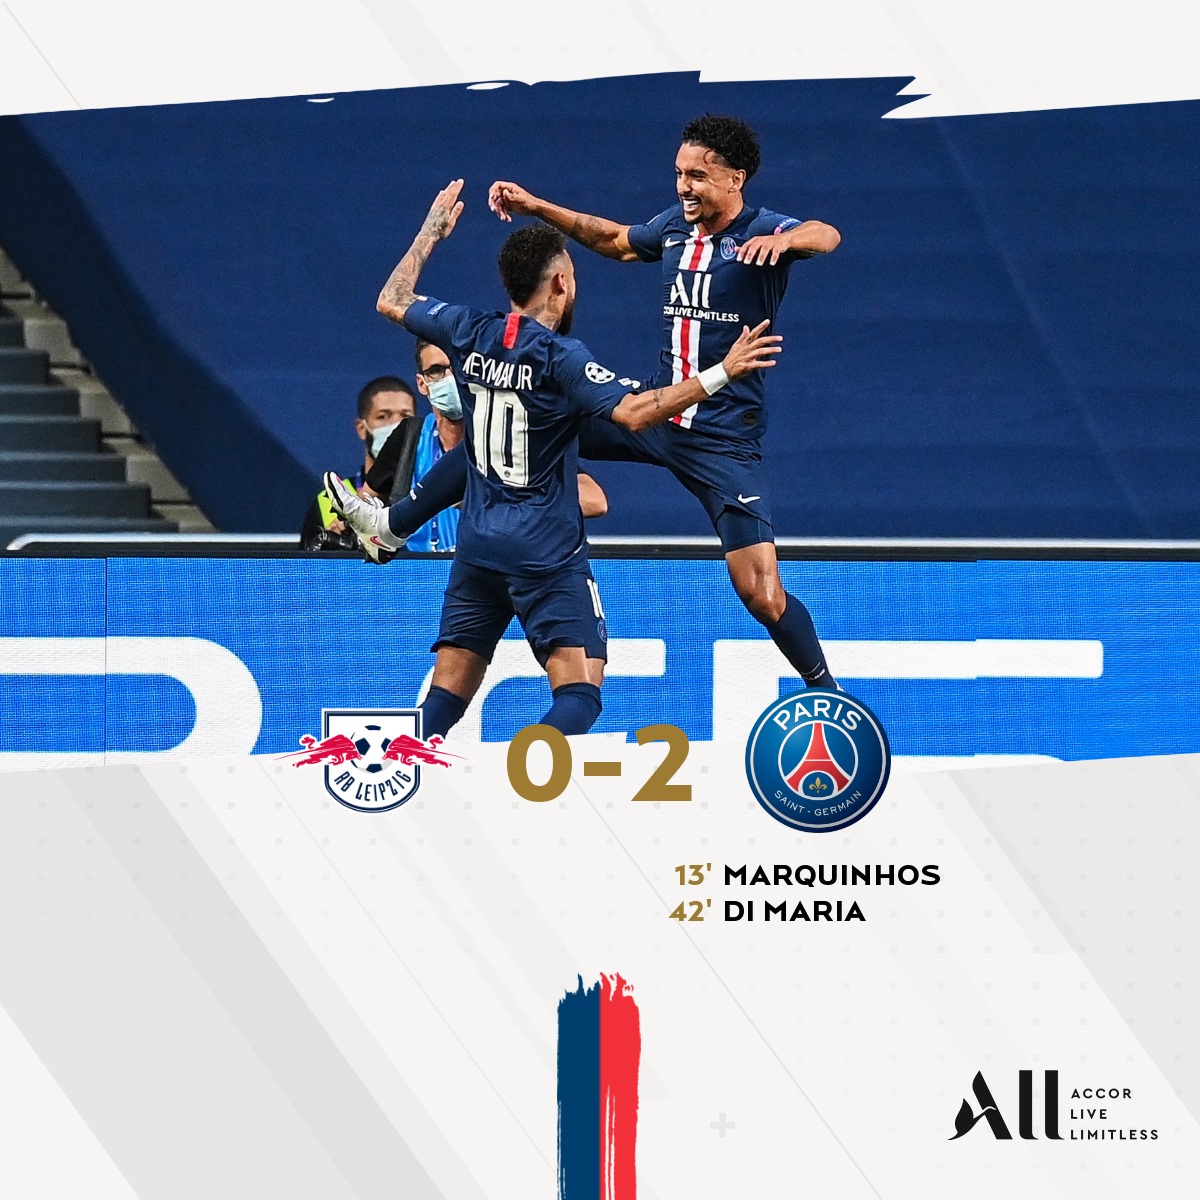 All
ACCOR LIVE LIMITLESS
NEYMAR JR
10
10
RB LEIPZIG
0-2
PARIS
SAINT-GERMAIN
13' MARQUINHOS
42' DI MARIA
All
ACCOR
LIVE
LIMITLESS